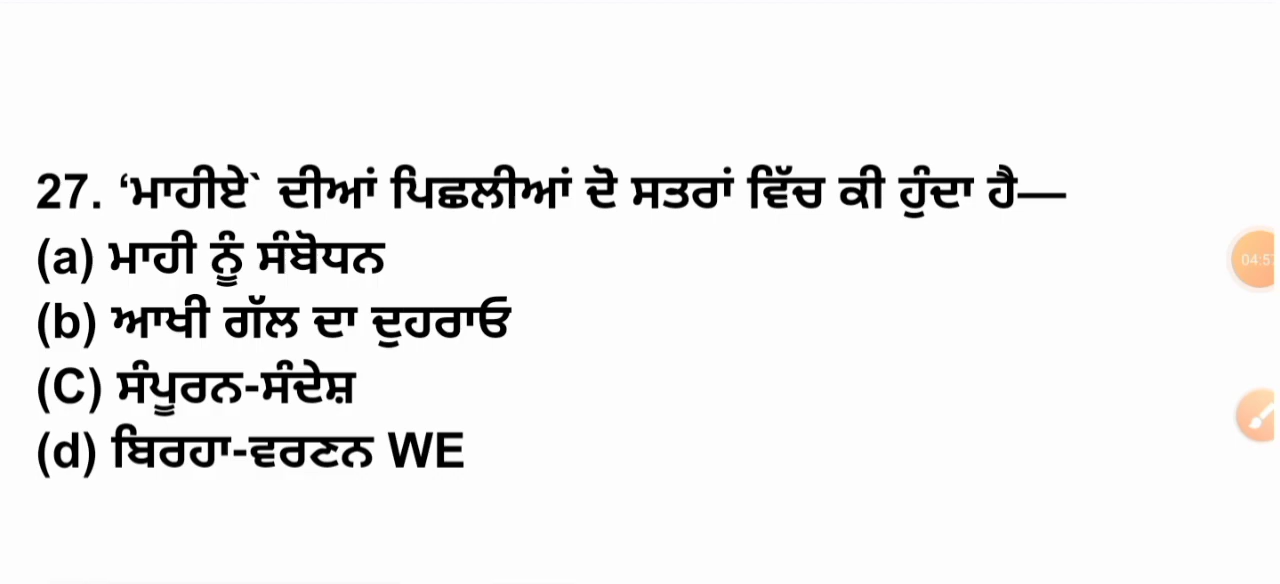 27. ‘ਮਾਹੀਏ` ਦੀਆਂ ਪਿਛਲੀਆਂ ਦੋ ਸਤਰਾਂ ਵਿੱਚ ਕੀ ਹੁੰਦਾ ਹੈ—
(a) ਮਾਹੀ ਨੂੰ ਸੰਬੋਧਨ
(b) ਆਖੀ ਗੱਲ ਦਾ ਦੁਹਰਾਓ
(C) ਸੰਪੂਰਨ-ਸੰਦੇਸ਼
(d) ਬਿਰਹਾ-ਵਰਣਨ WE